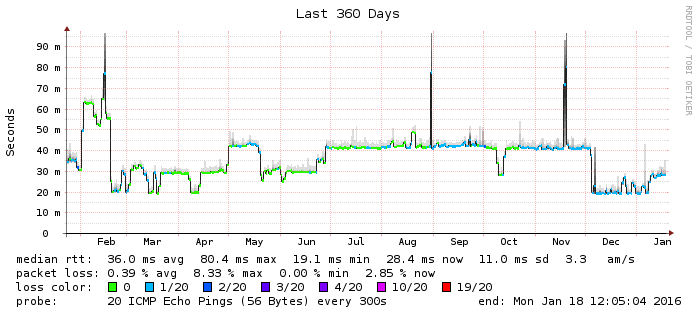 Last 360 Days
RRDTOOL / TOBI OETIKER
Seconds
90 m
80 m
70 m
60 m
50 m
40 m
30 m
20 m
10 m
0
Feb Mar Apr May Jun Jul Aug Sep Oct Nov Dec Jan
median rtt: 36.0 ms avg 80.4 ms max 19.1 ms min 28.4 ms now 11.0 ms sd 3.3 am/s
packet loss: 0.39 % avg 8.33 % max 0.00 % min 2.85 % now
loss color: 0 1/20 2/20 3/20 4/20 10/20 19/20
probe: 20 ICMP Echo Pings (56 Bytes) every 300s end: Mon Jan 18 12:05:04 2016